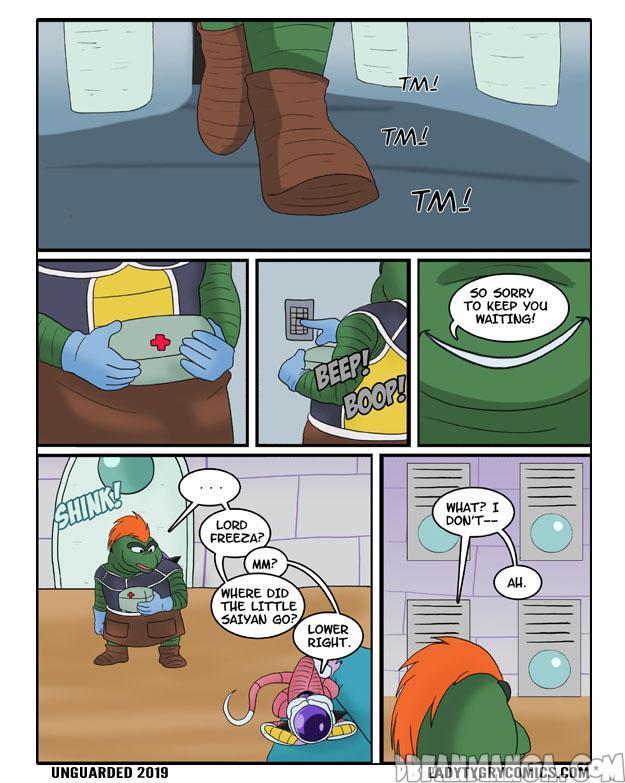 TM!
TM!
TM!
BEEP!
BOOP!
SO SORRY
TO KEEP YOU
WAITING!
SHINK!
. . .
LORD
FREEZA?
MM?
WHERE DID
THE LITTLE
SAIYAN GO?
LOWER
RIGHT.
WHAT? I
DON'T--
AH.
UNGUARDED 2019
LADYTYGRYCOMICS.COM
DBFANMANGA.COM